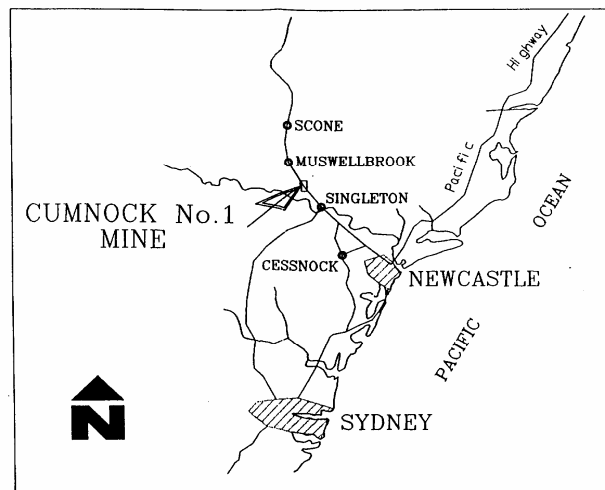 Highway
Pacific
SCONE
MUSWELLBROOK
SINGLETON
CUMNOCK No.1
MINE
OCEAN
CESSNOCK
NEWCASTLE
PACIFIC
SYDNEY
N